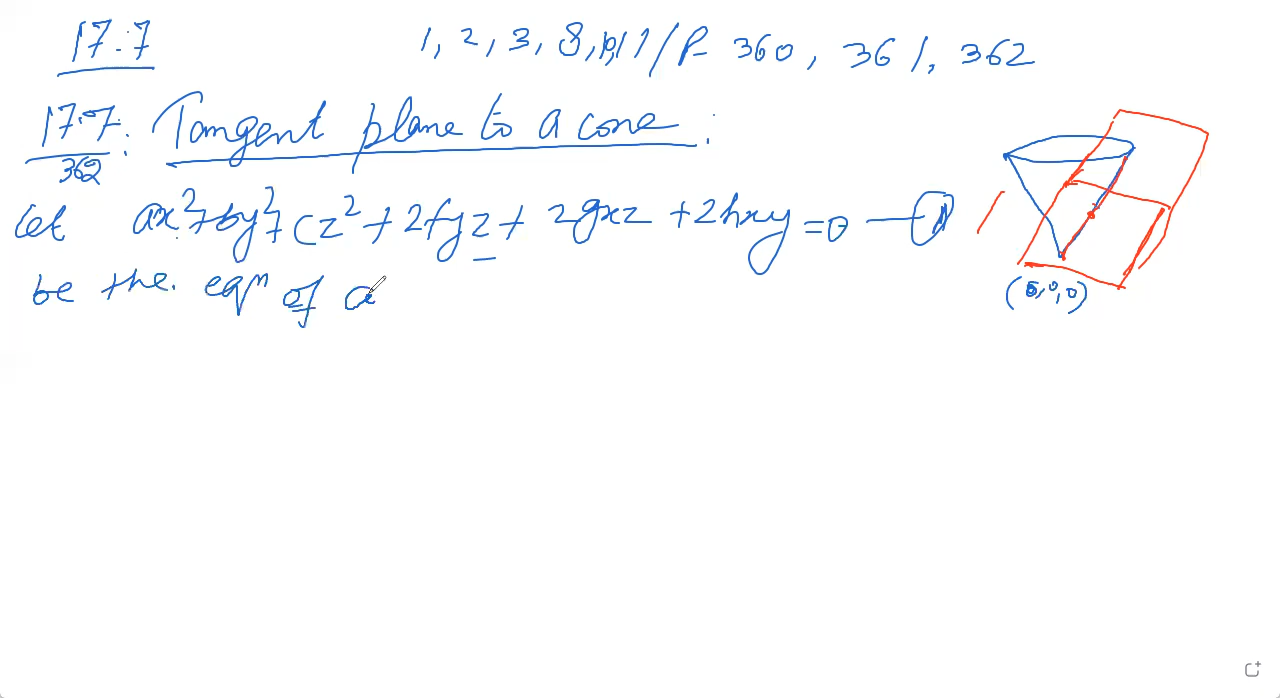 17.7 1, 2, 3, 8, 10, 11 / P- 360, 361, 362
17.7: Tangent plane to a cone:
362
Let ax²+by²+cz²+2fyz+2gxz+2hxy=0 —①
be the eqⁿ of a
(0,0,0)